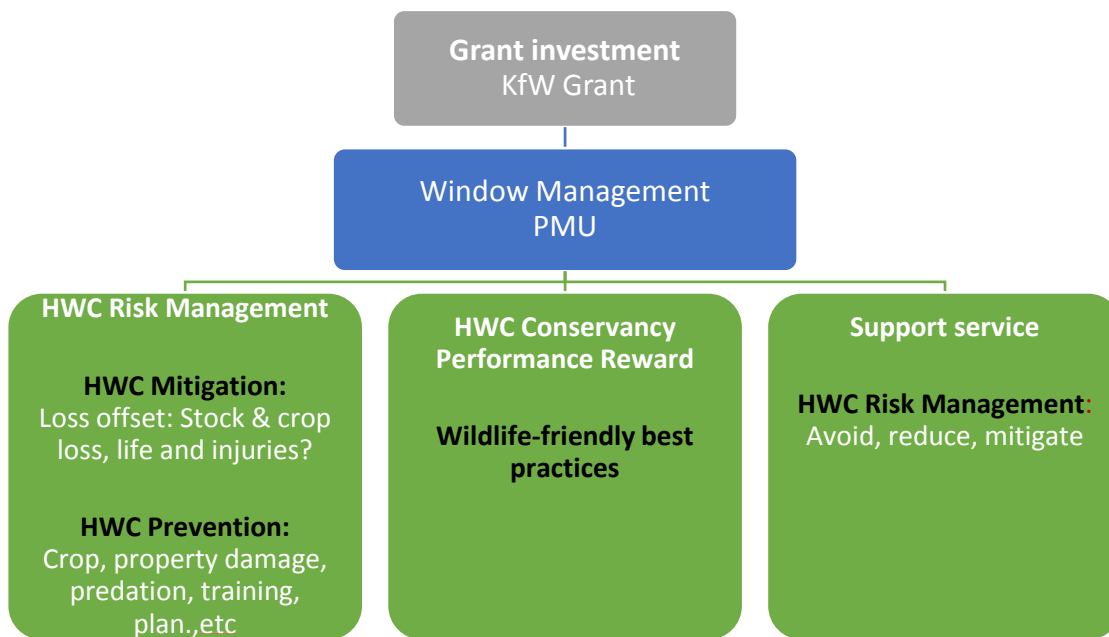 Grant investment
KfW Grant
Window Management
PMU
HWC Risk Management
HWC Mitigation:
Loss offset: Stock & crop
loss, life and injuries?
HWC Prevention:
Crop, property damage,
predation, training,
plan.,etc
HWC Conservancy
Performance Reward
Wildlife-friendly best
practices
Support service
HWC Risk Management:
Avoid, reduce, mitigate